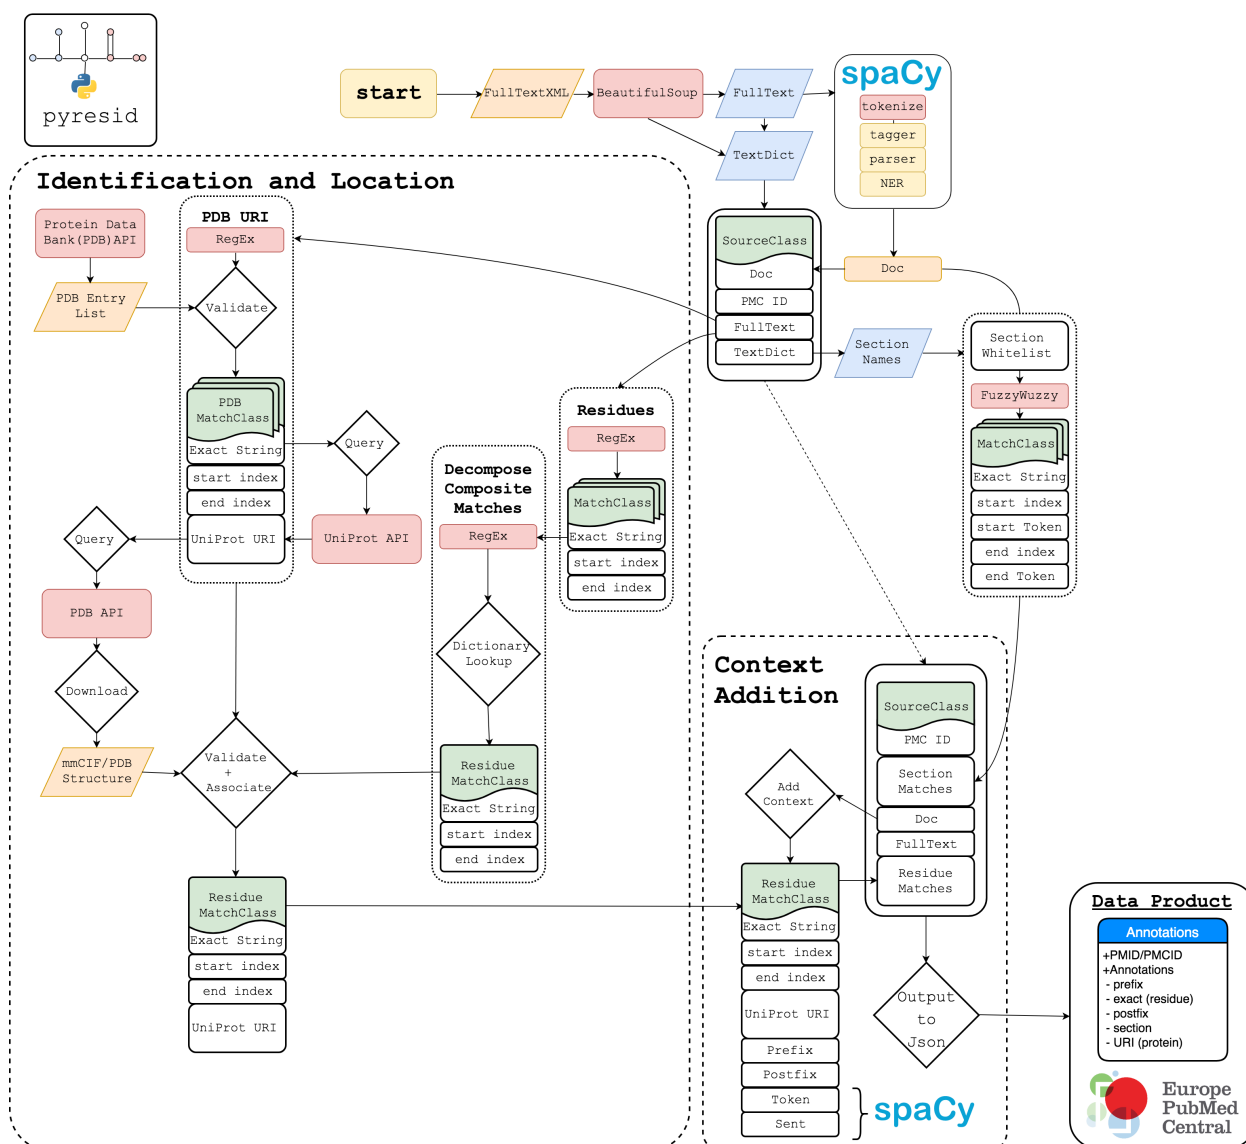 pyresid
start
FullTextXML
BeautifulSoup
FullText
TextDict
spaCy
tokenize
tagger
parser
NER
Doc
SourceClass
Doc
PMC ID
FullText
TextDict
Section
Names
Section
Whitelist
FuzzyWuzzy
MatchClass
Exact String
start index
start Token
end index
end Token
Identification and Location
Protein Data
Bank(PDB)API
PDB Entry
List
PDB URI
RegEx
Validate
PDB
MatchClass
Exact String
start index
end index
UniProt URI
Query
UniProt API
Query
PDB API
Download
mmCIF/PDB
Structure
Residues
RegEx
MatchClass
Exact String
start index
end index
Decompose
Composite
Matches
RegEx
Dictionary
Lookup
Residue
MatchClass
Exact String
start index
end index
Validate
+
Associate
Residue
MatchClass
Exact String
start index
end index
UniProt URI
Context
Addition
SourceClass
PMC ID
Section
Matches
Doc
FullText
Residue
Matches
Add
Context
Residue
MatchClass
Exact String
start index
end index
UniProt URI
Prefix
Postfix
Token
Sent
spaCy
Output
to
Json
Data Product
Annotations
+PMID/PMCID
+Annotations
- prefix
- exact (residue)
- postfix
- section
- URI (protein)
Europe
PubMed
Central